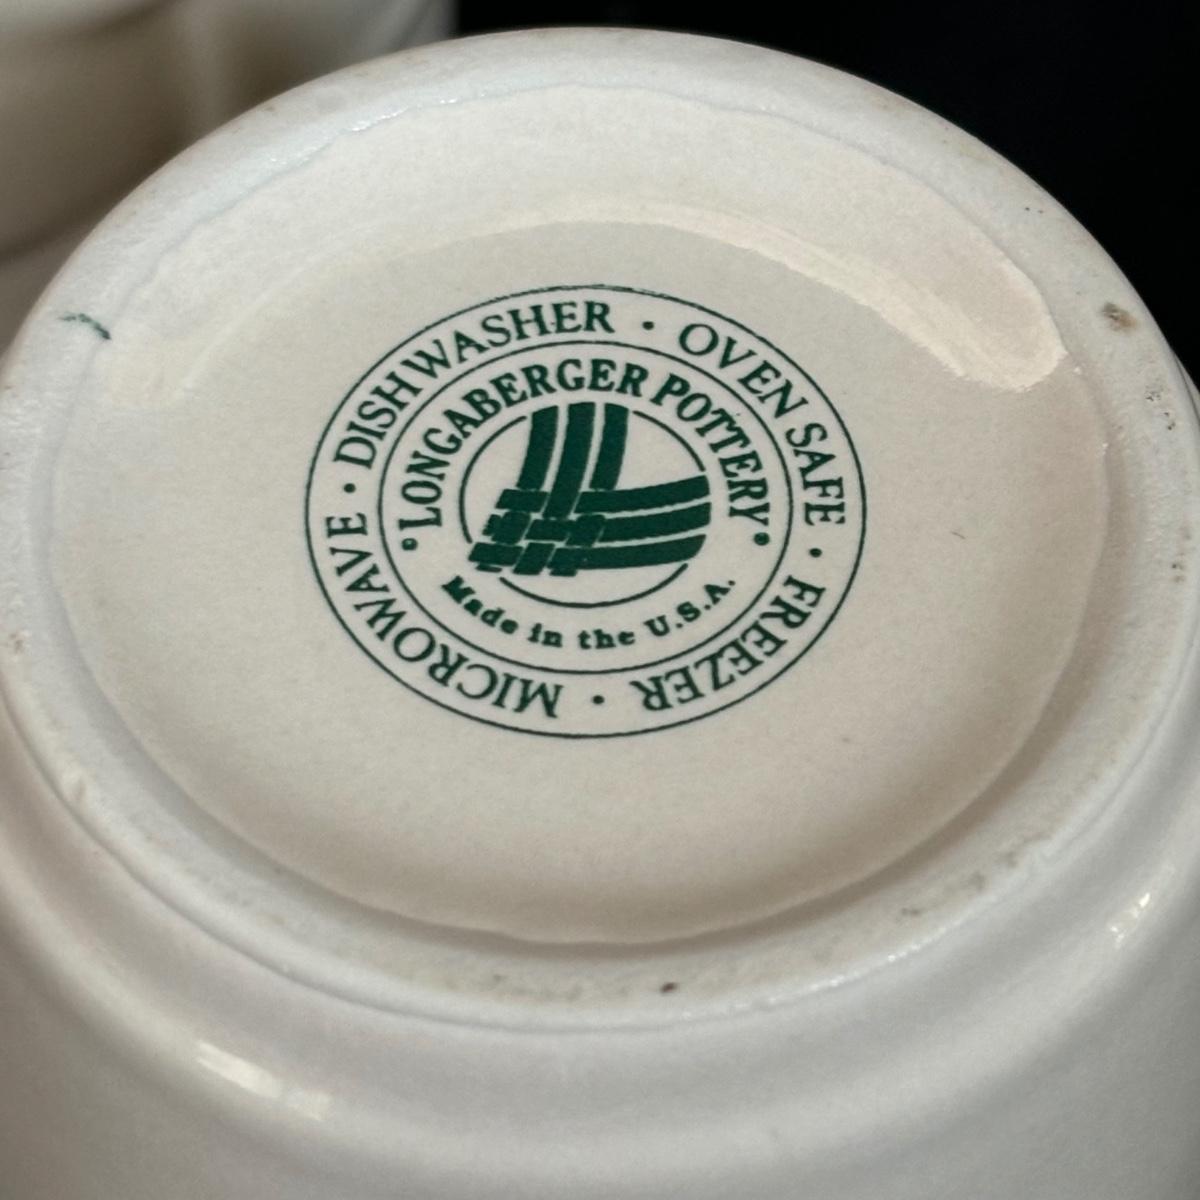 MICROWAVE · DISHWASHER · OVEN SAFE · FREEZER ·
• LONGABERGER POTTERY •
Made in the U.S.A.